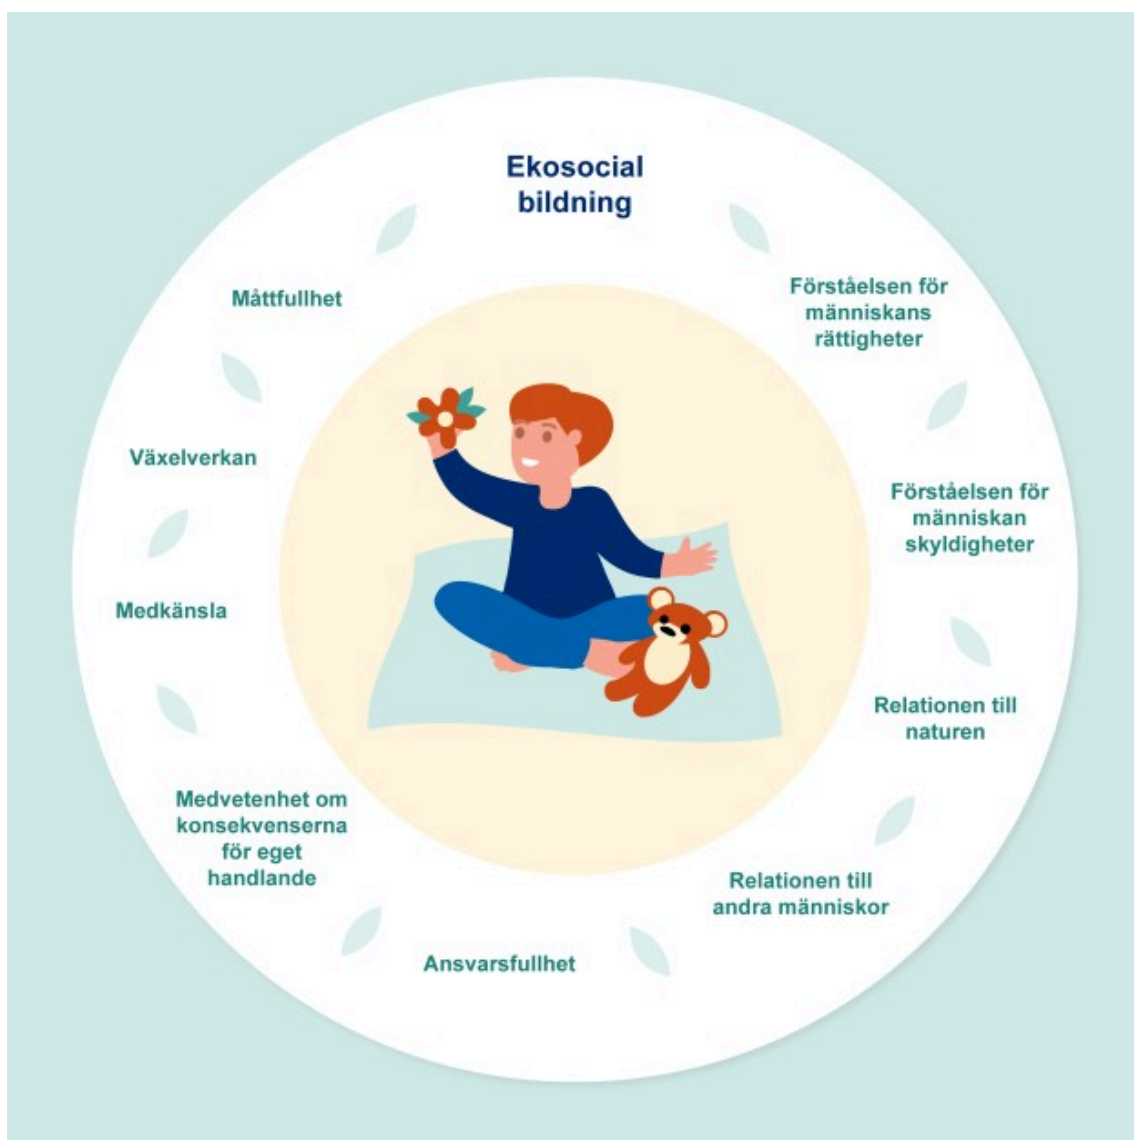 Ekosocial
bildning
Förståelsen för
människans
rättigheter
Förståelsen för
människan
skyldigheter
Relationen till
naturen
Relationen till
andra människor
Ansvarsfullhet
Medvetenhet om
konsekvenserna
för eget
handlande
Medkänsla
Växelverkan
Måttfullhet